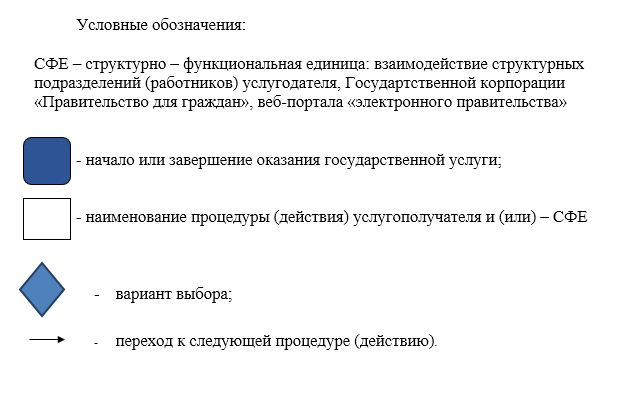 Условные обозначения:
СФЕ – структурно – функциональная единица: взаимодействие структурных
подразделений (работников) услугодателя, Государтственной корпорации
«Правительство для граждан», веб-портала «электронного правительства»
- начало или завершение оказания государственной услуги;
- наименование процедуры (действия) услугополучателя и (или) – СФЕ
- вариант выбора;
- переход к следующей процедуре (действию).